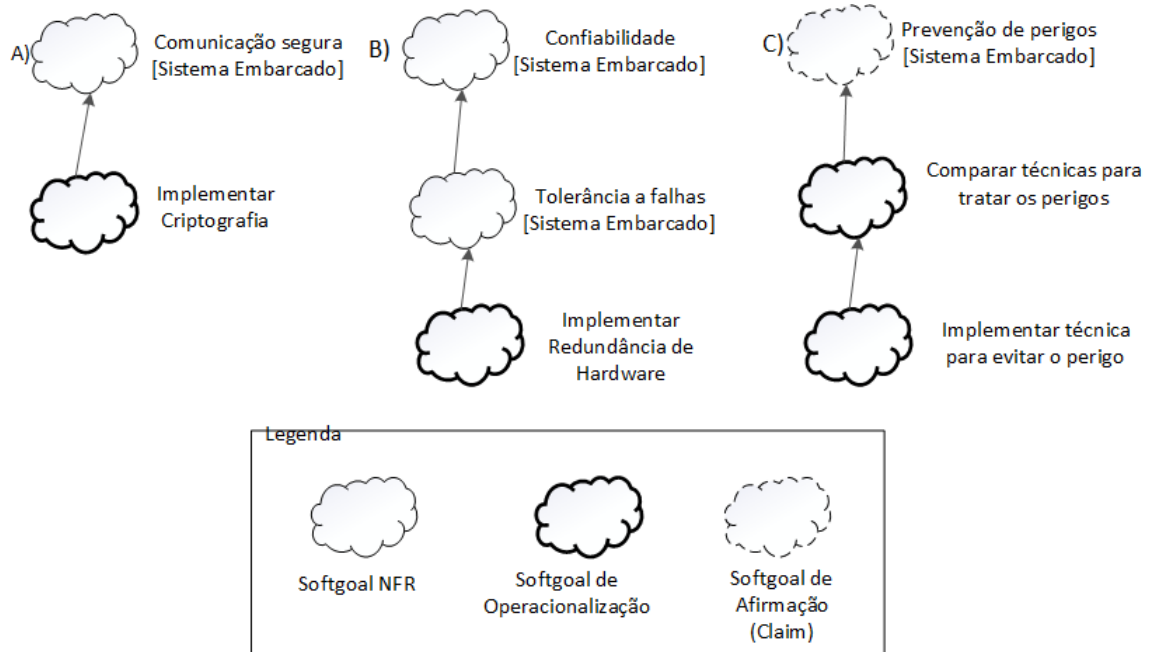 A)
Comunicação segura
[Sistema Embarcado]
Implementar
Criptografia
B)
Confiabilidade
[Sistema Embarcado]
Tolerância a falhas
[Sistema Embarcado]
Implementar
Redundância de
Hardware
C)
Prevenção de perigos
[Sistema Embarcado]
Comparar técnicas para
tratar os perigos
Implementar técnica
para evitar o perigo
Legenda
Softgoal NFR
Softgoal de
Operacionalização
Softgoal de
Afirmação
(Claim)